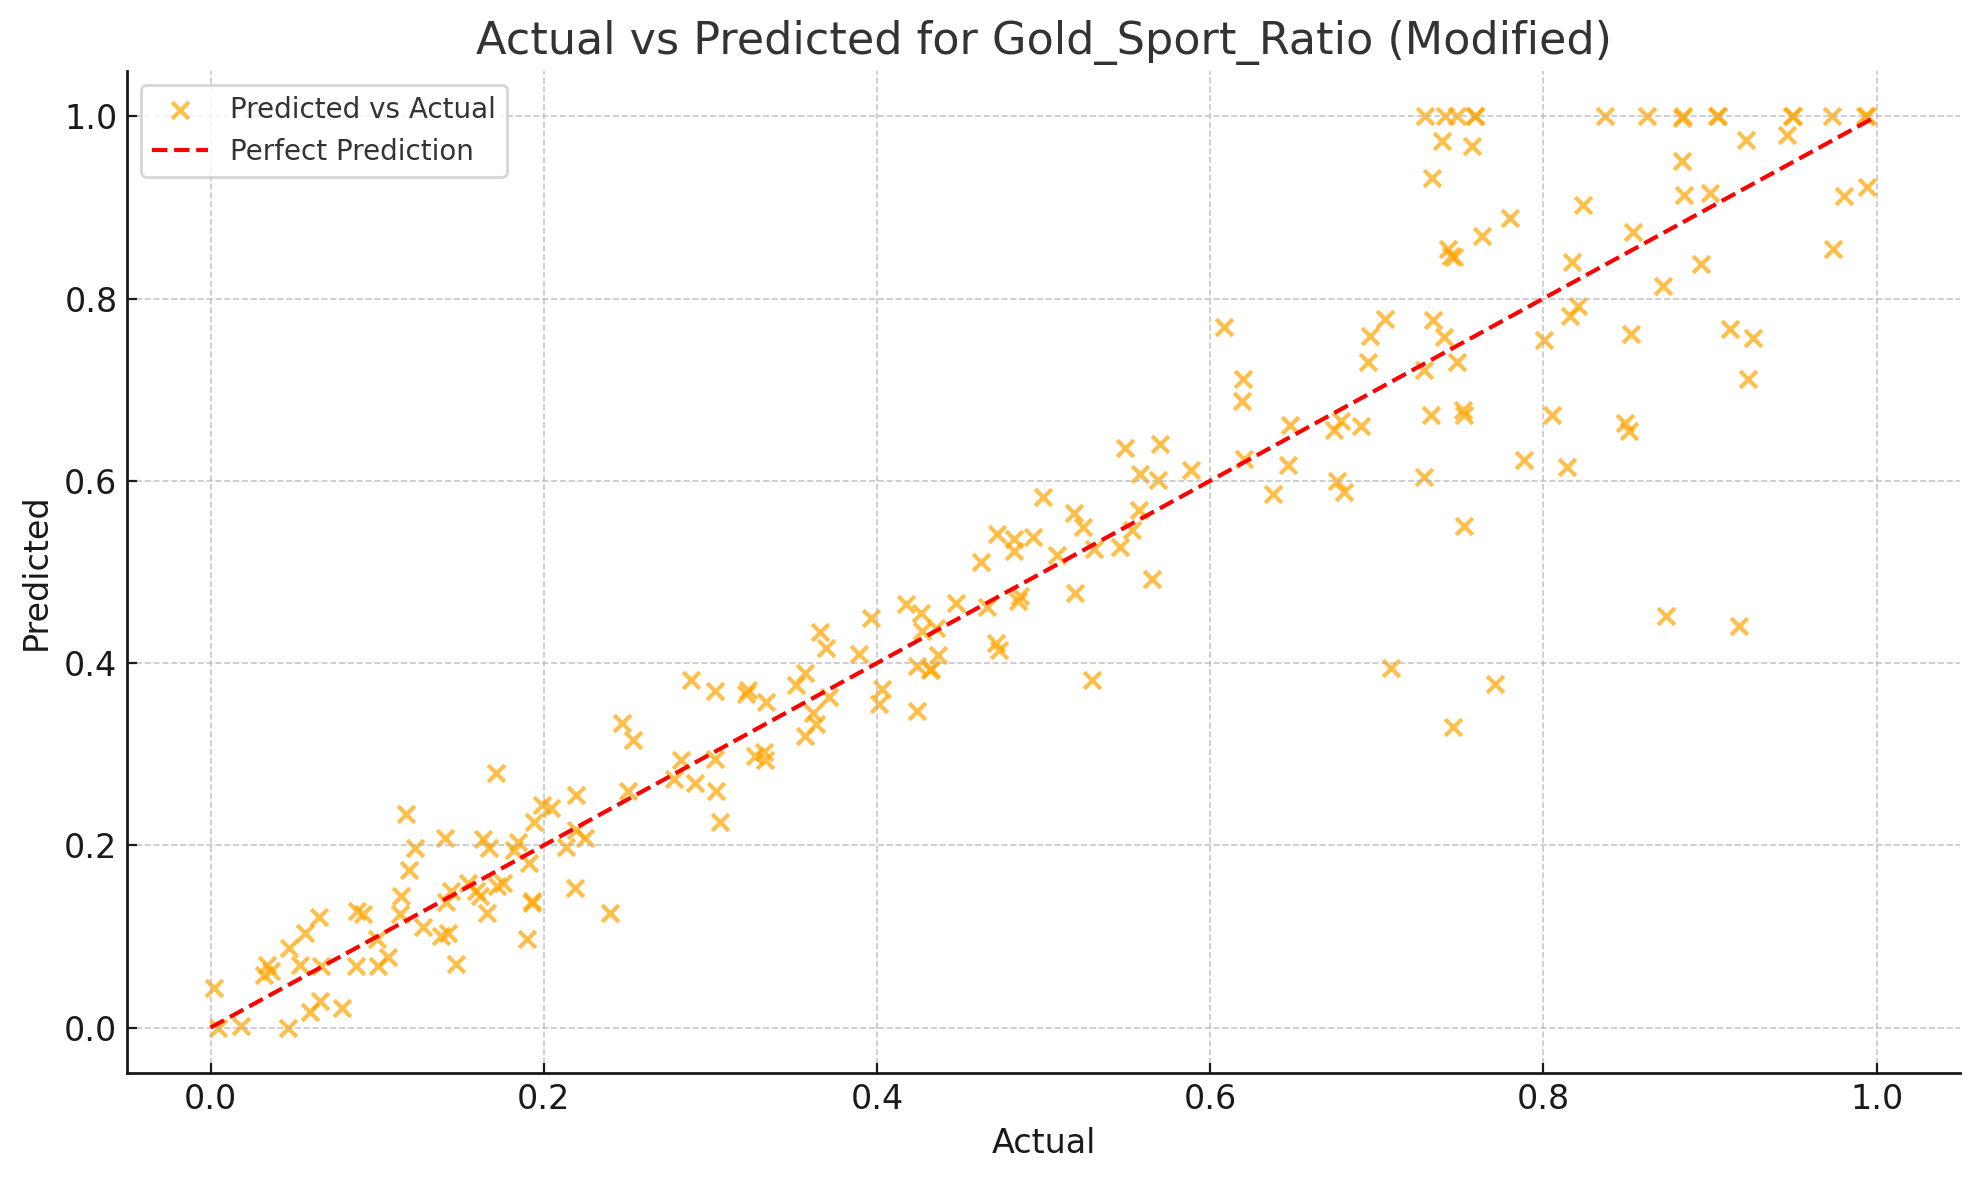 Actual vs Predicted for Gold_Sport_Ratio (Modified)
Predicted vs Actual
Perfect Prediction
1.0
0.8
0.6
0.4
0.2
0.0
Predicted
0.0 0.2 0.4 0.6 0.8 1.0
Actual